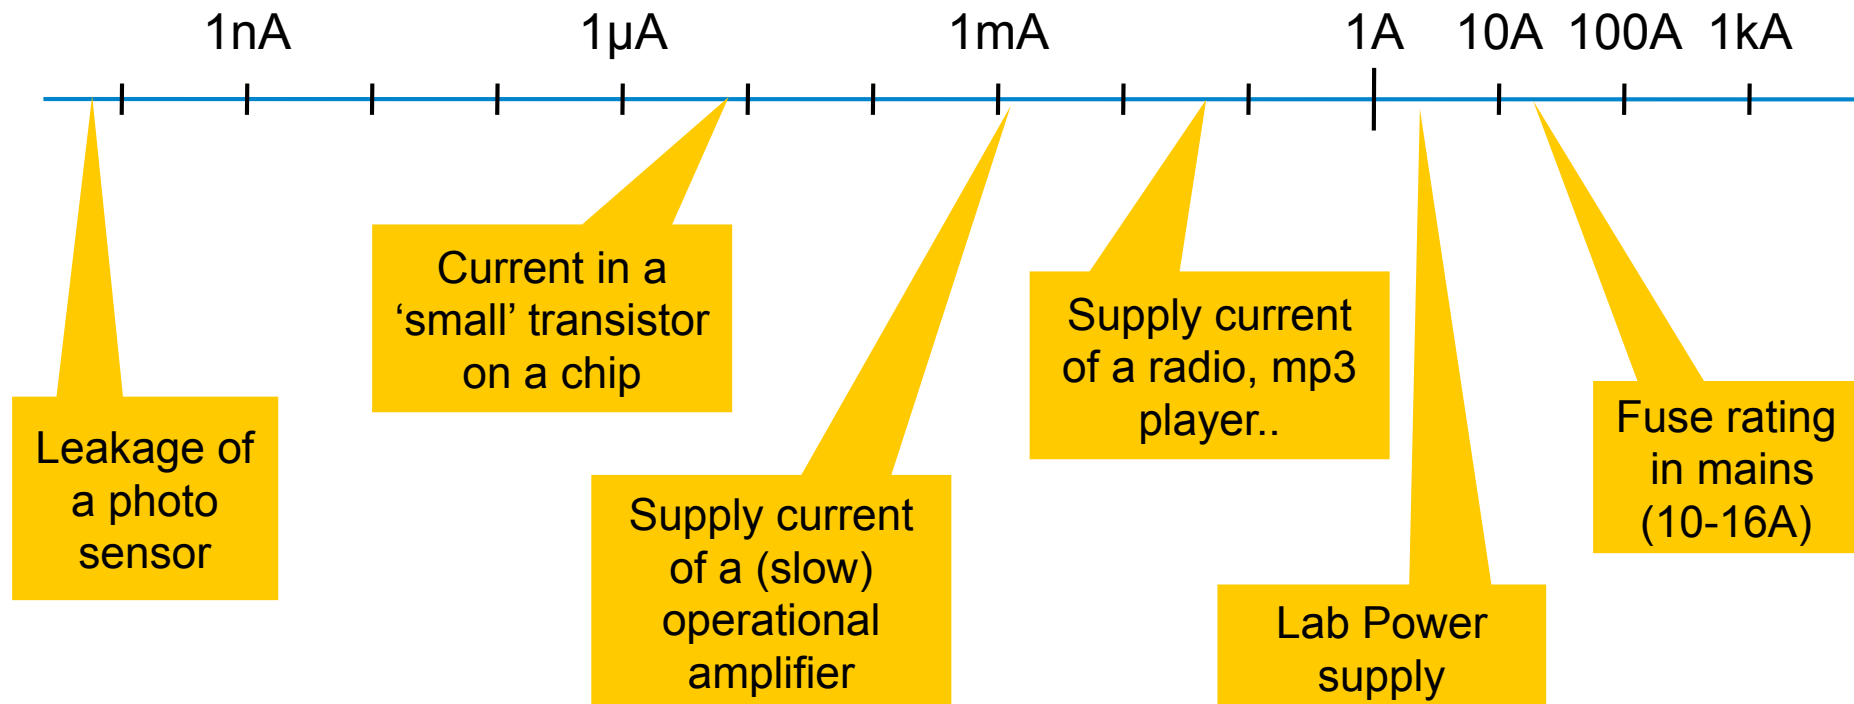 1nA 1µA 1mA 1A 10A 100A 1kA
Leakage of
a photo
sensor
Current in a
‘small’ transistor
on a chip
Supply current
of a (slow)
operational
amplifier
Supply current
of a radio, mp3
player..
Lab Power
supply
Fuse rating
in mains
(10-16A)